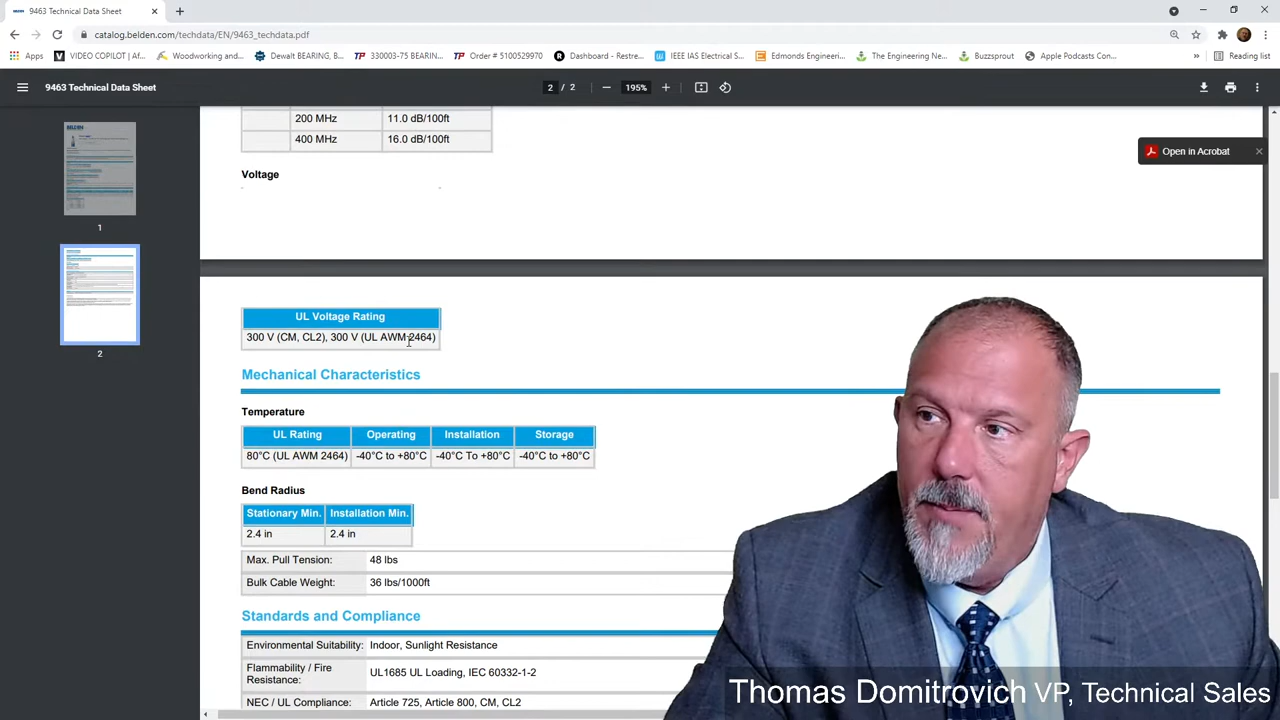 9463 Technical Data Sheet
catalog.belden.com/techdata/EN/9463_techdata.pdf
Apps
VIDEO COPILOT | Af...
Woodworking and...
Dewalt BEARING, B...
330003-75 BEARIN...
Order # 5100529970
Dashboard - Restre...
IEEE IAS Electrical S...
Edmonds Engineeri...
The Engineering Ne...
Buzzsprout
Apple Podcasts Con...
»
Reading list
9463 Technical Data Sheet
2 / 2
195%
200 MHz 11.0 dB/100ft
400 MHz 16.0 dB/100ft
Open in Acrobat
Voltage
1
UL Voltage Rating
300 V (CM, CL2), 300 V (UL AWM 2464)
2
Mechanical Characteristics
Temperature
UL Rating Operating Installation Storage
80°C (UL AWM 2464) -40°C to +80°C -40°C To +80°C -40°C to +80°C
Bend Radius
Stationary Min. Installation Min.
2.4 in 2.4 in
Max. Pull Tension: 48 lbs
Bulk Cable Weight: 36 lbs/1000ft
Standards and Compliance
Environmental Suitability: Indoor, Sunlight Resistance
Flammability / Fire
Resistance: UL1685 UL Loading, IEC 60332-1-2
NEC / UL Compliance: Article 725, Article 800, CM, CL2
Thomas Domitrovich VP, Technical Sales